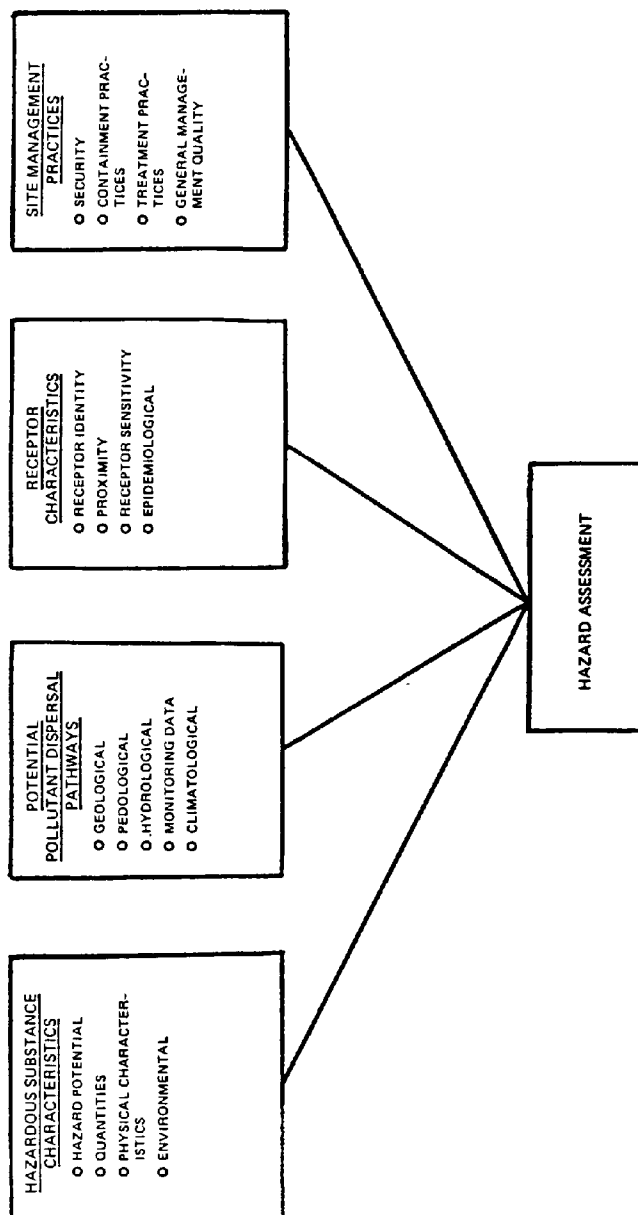 HAZARDOUS SUBSTANCE
CHARACTERISTICS
O HAZARD POTENTIAL
O QUANTITIES
O PHYSICAL CHARACTER-
ISTICS
O ENVIRONMENTAL
POTENTIAL
POLLUTANT DISPERSAL
PATHWAYS
O GEOLOGICAL
O PEDOLOGICAL
O .HYDROLOGICAL
O MONITORING DATA
O CLIMATOLOGICAL
RECEPTOR
CHARACTERISTICS
O RECEPTOR IDENTITY
O PROXIMITY
O RECEPTOR SENSITIVITY
O EPIDEMIOLOGICAL
SITE MANAGEMENT
PRACTICES
O SECURITY
O CONTAINMENT PRAC-
TICES
O TREATMENT PRAC-
TICES
O GENERAL MANAGE-
MENT QUALITY
HAZARD ASSESSMENT